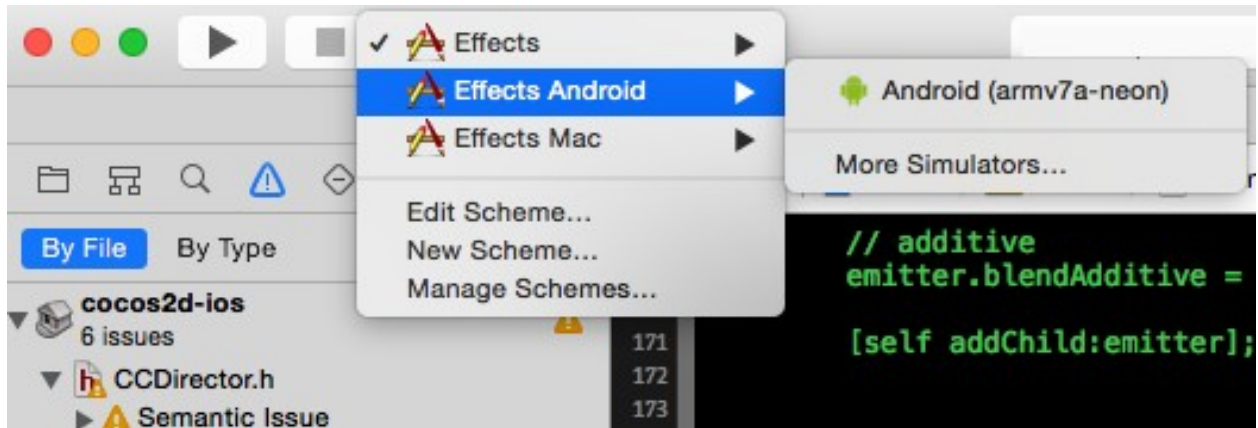 Effects
Effects Android
Effects Mac
Edit Scheme...
New Scheme...
Manage Schemes...
Android (armv7a-neon)
More Simulators...
By File
By Type
cocos2d-ios
6 issues
CCDirector.h
Semantic Issue
// additive
emitter.blendAdditive =
171
[self addChild:emitter];
172
173